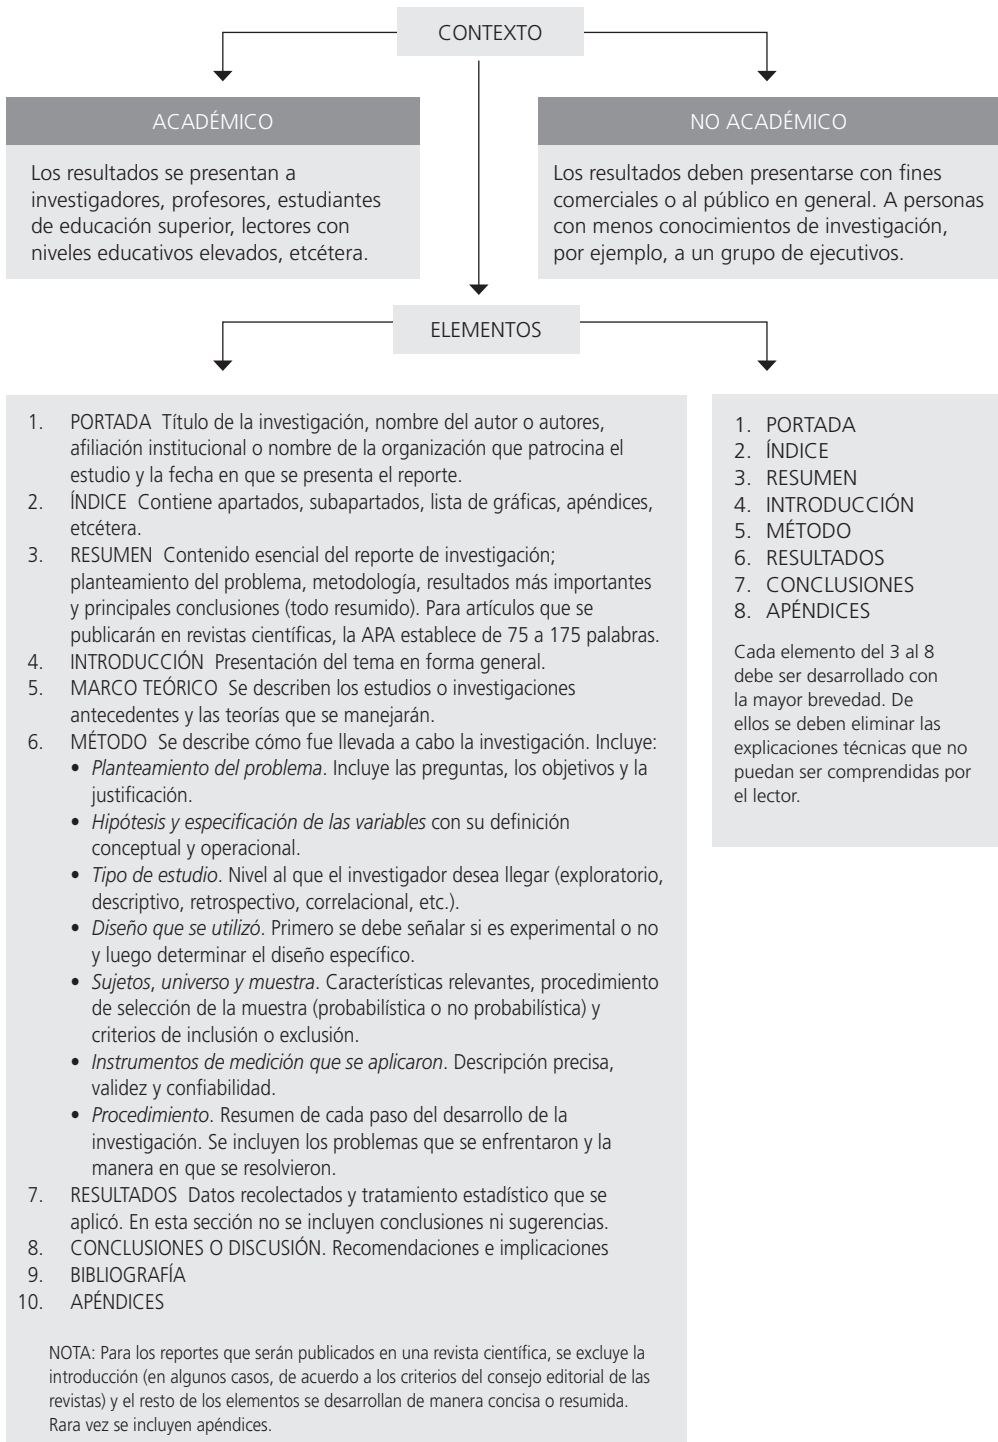 CONTEXTO
ACADÉMICO
Los resultados se presentan a
investigadores, profesores, estudiantes
de educación superior, lectores con
niveles educativos elevados, etcétera.
NO ACADÉMICO
Los resultados deben presentarse con fines
comerciales o al público en general. A personas
con menos conocimientos de investigación,
por ejemplo, a un grupo de ejecutivos.
ELEMENTOS
1. PORTADA Título de la investigación, nombre del autor o autores,
afiliación institucional o nombre de la organización que patrocina el
estudio y la fecha en que se presenta el reporte.
2. ÍNDICE Contiene apartados, subapartados, lista de gráficas, apéndices,
etcétera.
3. RESUMEN Contenido esencial del reporte de investigación;
planteamiento del problema, metodología, resultados más importantes
y principales conclusiones (todo resumido). Para artículos que se
publicarán en revistas científicas, la APA establece de 75 a 175 palabras.
4. INTRODUCCIÓN Presentación del tema en forma general.
5. MARCO TEÓRICO Se describen los estudios o investigaciones
antecedentes y las teorías que se manejarán.
6. MÉTODO Se describe cómo fue llevada a cabo la investigación. Incluye:
• Planteamiento del problema. Incluye las preguntas, los objetivos y la
justificación.
• Hipótesis y especificación de las variables con su definición
conceptual y operacional.
• Tipo de estudio. Nivel al que el investigador desea llegar (exploratorio,
descriptivo, retrospectivo, correlacional, etc.).
• Diseño que se utilizó. Primero se debe señalar si es experimental o no
y luego determinar el diseño específico.
• Sujetos, universo y muestra. Características relevantes, procedimiento
de selección de la muestra (probabilística o no probabilística) y
criterios de inclusión o exclusión.
• Instrumentos de medición que se aplicaron. Descripción precisa,
validez y confiabilidad.
• Procedimiento. Resumen de cada paso del desarrollo de la
investigación. Se incluyen los problemas que se enfrentaron y la
manera en que se resolvieron.
7. RESULTADOS Datos recolectados y tratamiento estadístico que se
aplicó. En esta sección no se incluyen conclusiones ni sugerencias.
8. CONCLUSIONES O DISCUSIÓN. Recomendaciones e implicaciones
9. BIBLIOGRAFÍA
10. APÉNDICES
NOTA: Para los reportes que serán publicados en una revista científica, se excluye la
introducción (en algunos casos, de acuerdo a los criterios del consejo editorial de las
revistas) y el resto de los elementos se desarrollan de manera concisa o resumida.
Rara vez se incluyen apéndices.
1. PORTADA
2. ÍNDICE
3. RESUMEN
4. INTRODUCCIÓN
5. MÉTODO
6. RESULTADOS
7. CONCLUSIONES
8. APÉNDICES
Cada elemento del 3 al 8
debe ser desarrollado con
la mayor brevedad. De
ellos se deben eliminar las
explicaciones técnicas que no
puedan ser comprendidas por
el lector.